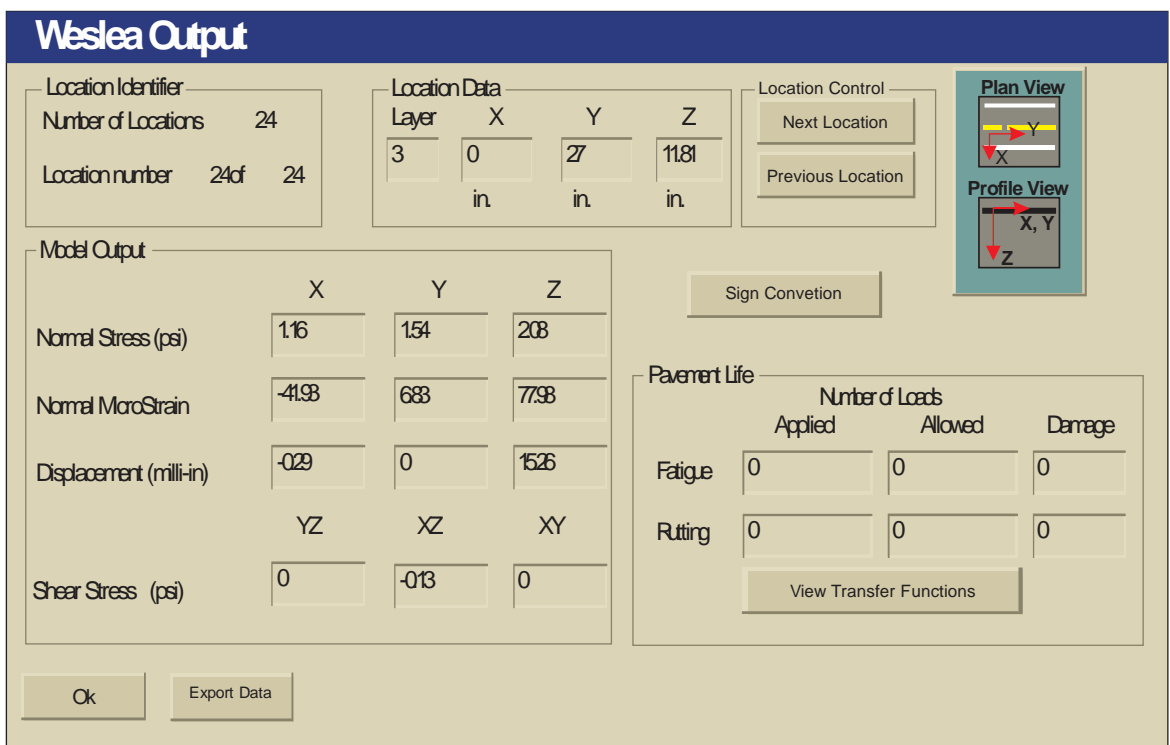 Weslea Output
Location Identifier
Number of Locations 24
Location number 24of 24
Location Data
Layer X Y Z
3 0 27 11.81
in. in. in.
Location Control
Next Location
Previous Location
Plan View
Y
X
Profile View
X, Y
Z
Model Output
X Y Z
Normal Stress (psi) 1.16 1.54 2.08
Normal MicroStrain -41.93 6.83 77.98
Displacement (milli-in) -0.29 0 15.26
YZ XZ XY
Shear Stress (psi) 0 -0.13 0
Sign Convetion
Pavement Life
Number of Loads
Applied Allowed Damage
Fatigue 0 0 0
Rutting 0 0 0
View Transfer Functions
Ok
Export Data